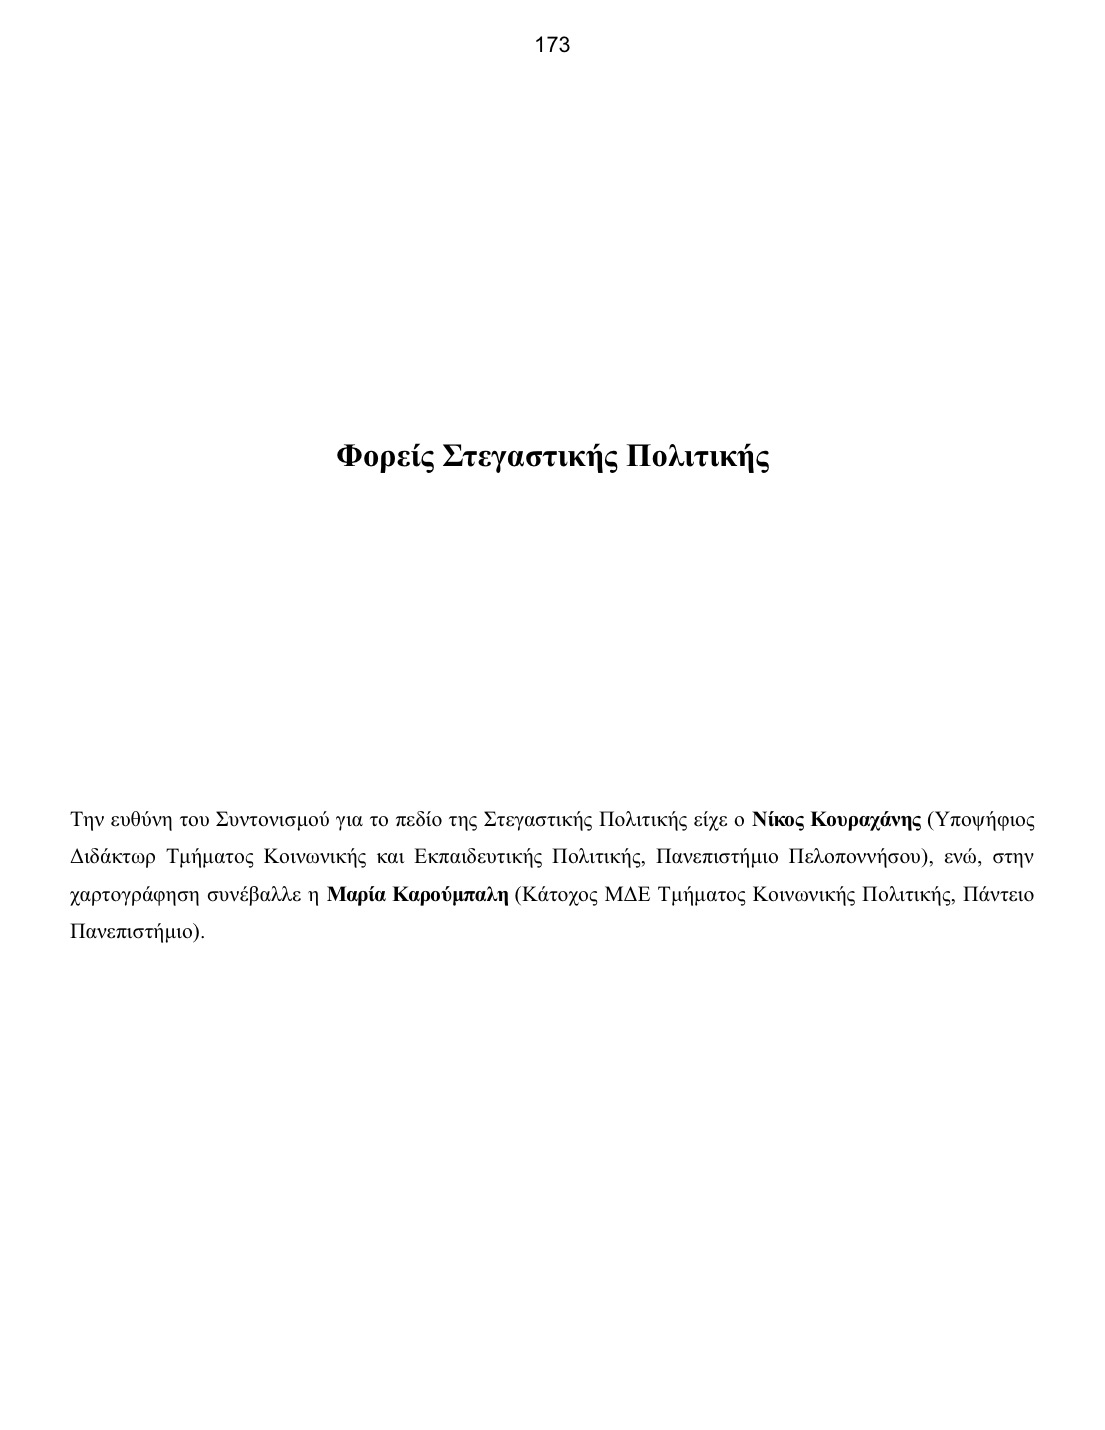 173
Φορείς Στεγαστικής Πολιτικής
Την ευθύνη του Συντονισμού για το πεδίο της Στεγαστικής Πολιτικής είχε ο Νίκος Κουραχάνης (Υποψήφιος
Διδάκτωρ Τμήματος Κοινωνικής και Εκπαιδευτικής Πολιτικής, Πανεπιστήμιο Πελοποννήσου), ενώ, στην
χαρτογράφηση συνέβαλλε η Μαρία Καρούμπαλη (Κάτοχος ΜΔΕ Τμήματος Κοινωνικής Πολιτικής, Πάντειο
Πανεπιστήμιο).